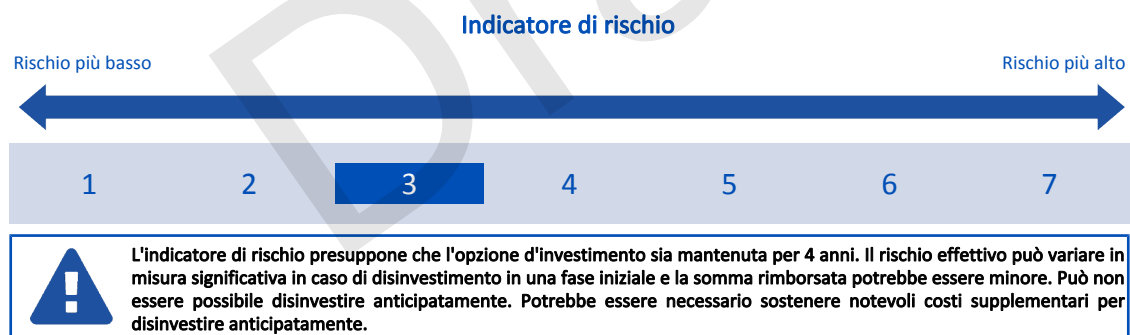 Indicatore di rischio
Rischio più basso Rischio più alto
1 2 3 4 5 6 7
L'indicatore di rischio presuppone che l'opzione d'investimento sia mantenuta per 4 anni. Il rischio effettivo può variare in
misura significativa in caso di disinvestimento in una fase iniziale e la somma rimborsata potrebbe essere minore. Può non
essere possibile disinvestire anticipatamente. Potrebbe essere necessario sostenere notevoli costi supplementari per
disinvestire anticipatamente.